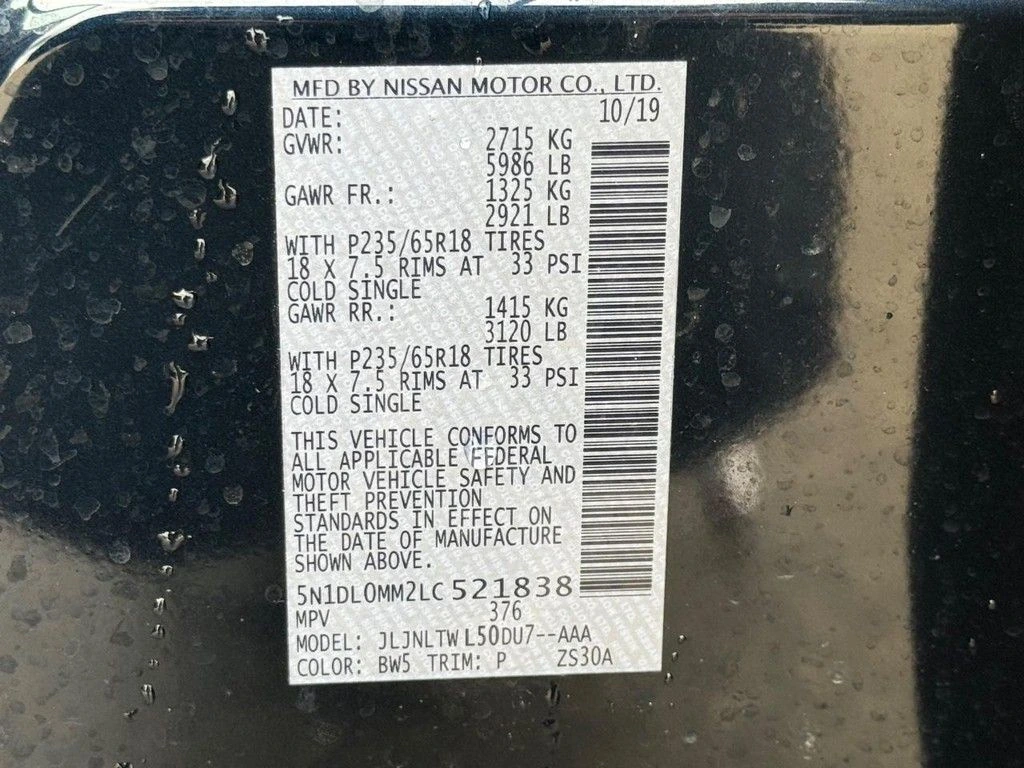 MFD BY NISSAN MOTOR CO., LTD.
DATE: 10/19
GVWR: 2715 KG
5986 LB
GAWR FR.: 1325 KG
2921 LB
WITH P235/65R18 TIRES
18 X 7.5 RIMS AT 33 PSI
COLD SINGLE
GAWR RR.: 1415 KG
3120 LB
WITH P235/65R18 TIRES
18 X 7.5 RIMS AT 33 PSI
COLD SINGLE
THIS VEHICLE CONFORMS TO
ALL APPLICABLE FEDERAL
MOTOR VEHICLE SAFETY AND
THEFT PREVENTION
STANDARDS IN EFFECT ON
THE DATE OF MANUFACTURE
SHOWN ABOVE.
5N1DL0MM2LC521838
MPV 376
MODEL: JLJNLTWL50DU7--AAA
COLOR: BW5 TRIM: P ZS30A